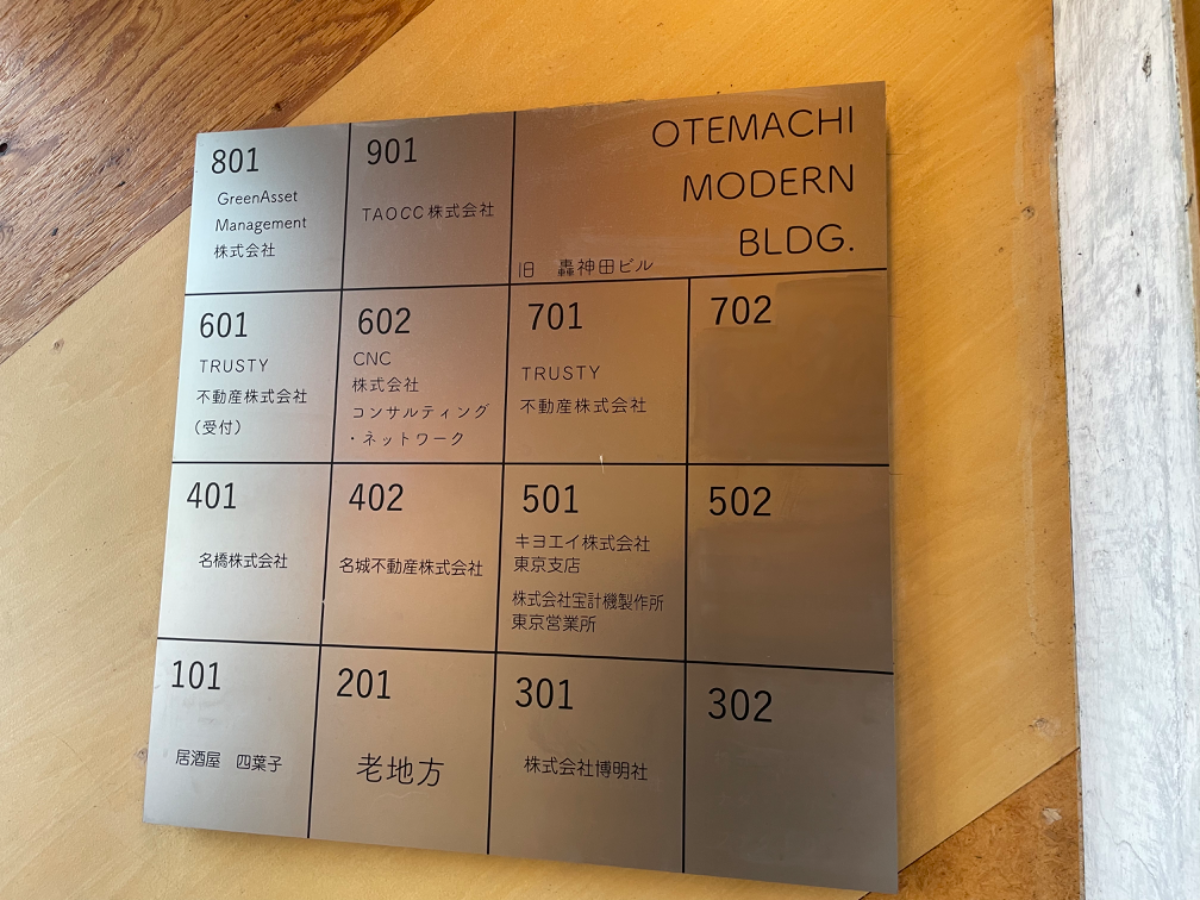 801
GreenAsset
Management
株式会社
901
TAOCC 株式会社
OTEMACHI
MODERN
BLDG.
旧　轟神田ビル
601
TRUSTY
不動産株式会社
（受付）
602
CNC
株式会社
コンサルティング
・ネットワーク
701
TRUSTY
不動産株式会社
702
401
名橋株式会社
402
名城不動産株式会社
501
キヨエイ株式会社
東京支店
株式会社宝計機製作所
東京営業所
502
101
居酒屋　四葉子
201
老地方
301
株式会社博明社
302